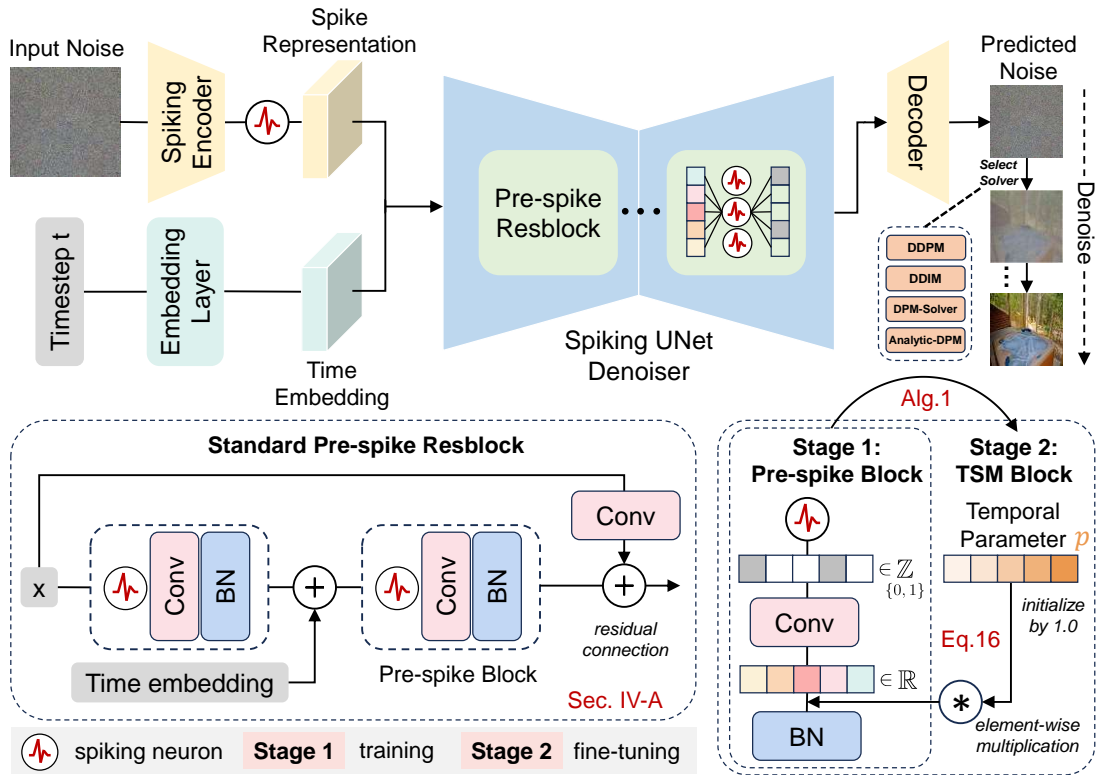 Input Noise
Spiking
Encoder
Spike
Representation
Timestep t
Embedding
Layer
Time
Embedding
Pre-spike
Resblock
Spiking UNet
Denoiser
Decoder
Predicted
Noise
Select
Solver
DDPM
DDIM
DPM-Solver
Analytic-DPM
Denoise
Standard Pre-spike Resblock
x
Conv
BN
+
Conv
BN
Conv
+
residual
connection
Time embedding
Pre-spike Block
Sec. IV-A
Alg.1
Stage 1:
Pre-spike Block
∈ ℤ
{0, 1}
Conv
∈ ℝ
BN
Stage 2:
TSM Block
Temporal
Parameter p
initialize
by 1.0
Eq.16
*
element-wise
multiplication
spiking neuron Stage 1 training Stage 2 fine-tuning